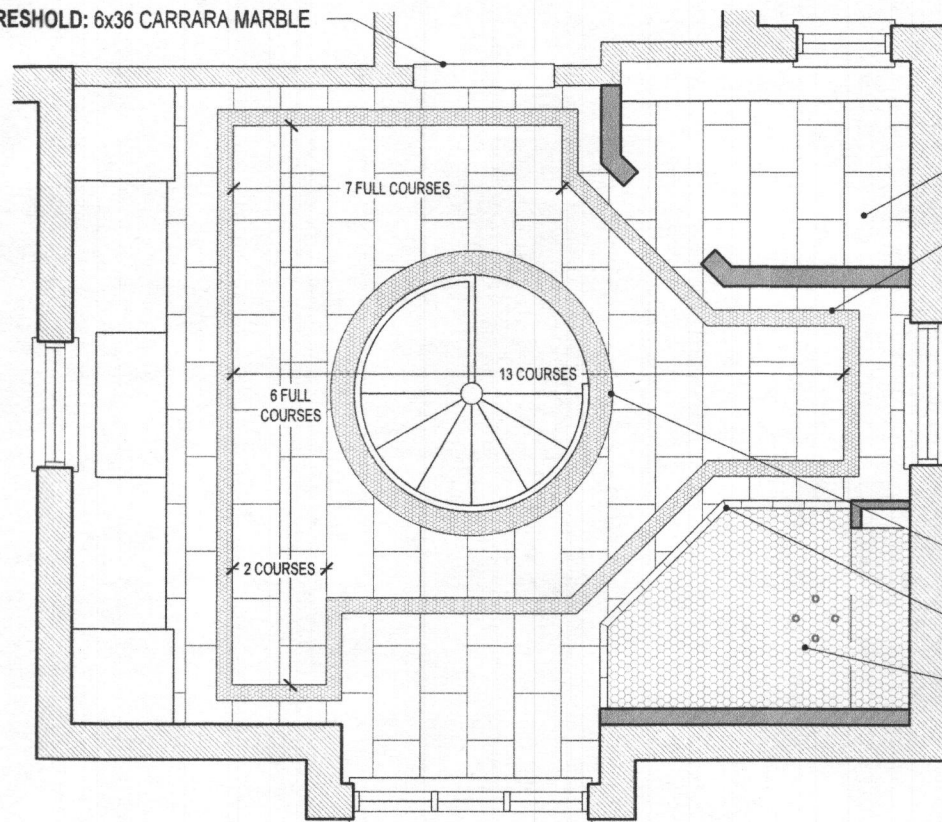 RESHOLD: 6x36 CARRARA MARBLE
7 FULL COURSES
13 COURSES
6 FULL
COURSES
2 COURSES